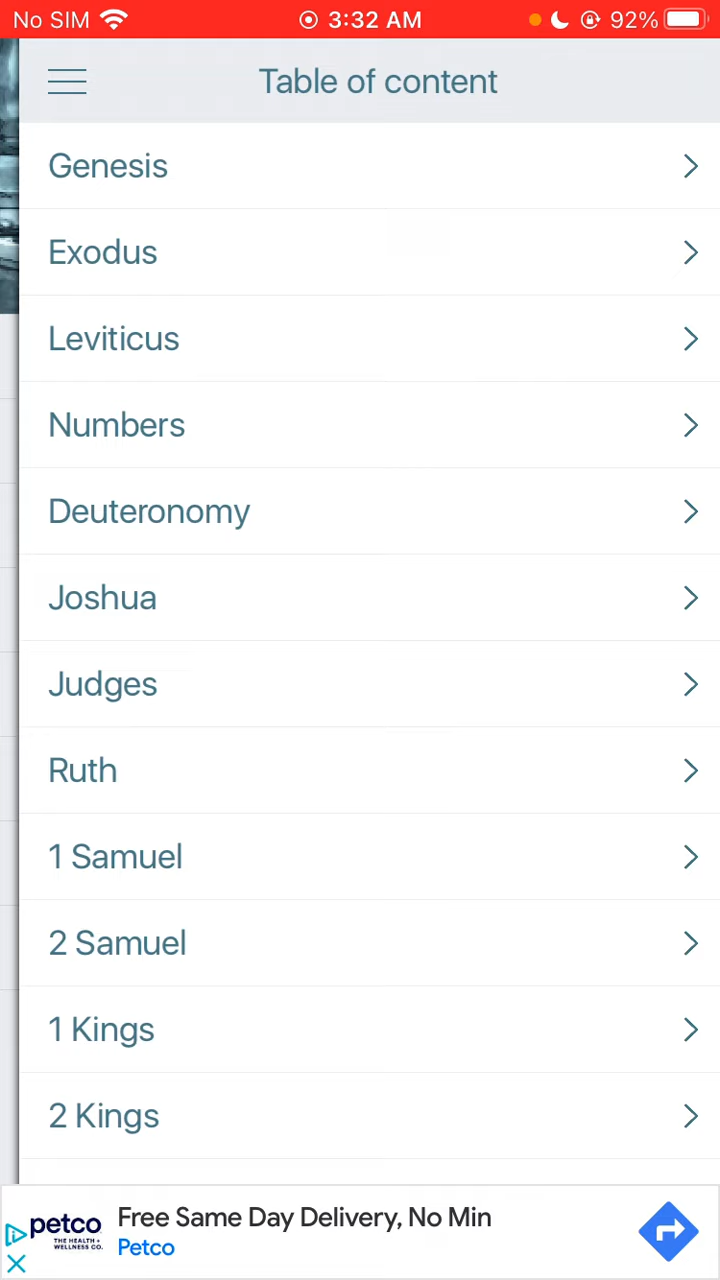 No SIM 3:32 AM 92%
Table of content
Genesis
Exodus
Leviticus
Numbers
Deuteronomy
Joshua
Judges
Ruth
1 Samuel
2 Samuel
1 Kings
2 Kings
petco
THE HEALTH +
WELLNESS CO.
Free Same Day Delivery, No Min
Petco